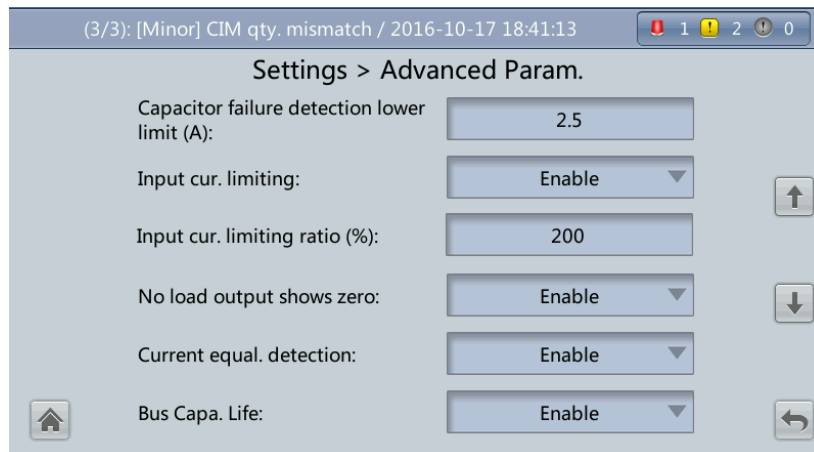 (3/3): [Minor] CIM qty. mismatch / 2016-10-17 18:41:13
1 ! 2 ! 0
Settings > Advanced Param.
Capacitor failure detection lower
limit (A):
2.5
Input cur. limiting:
Enable
Input cur. limiting ratio (%):
200
No load output shows zero:
Enable
Current equal. detection:
Enable
Bus Capa. Life:
Enable